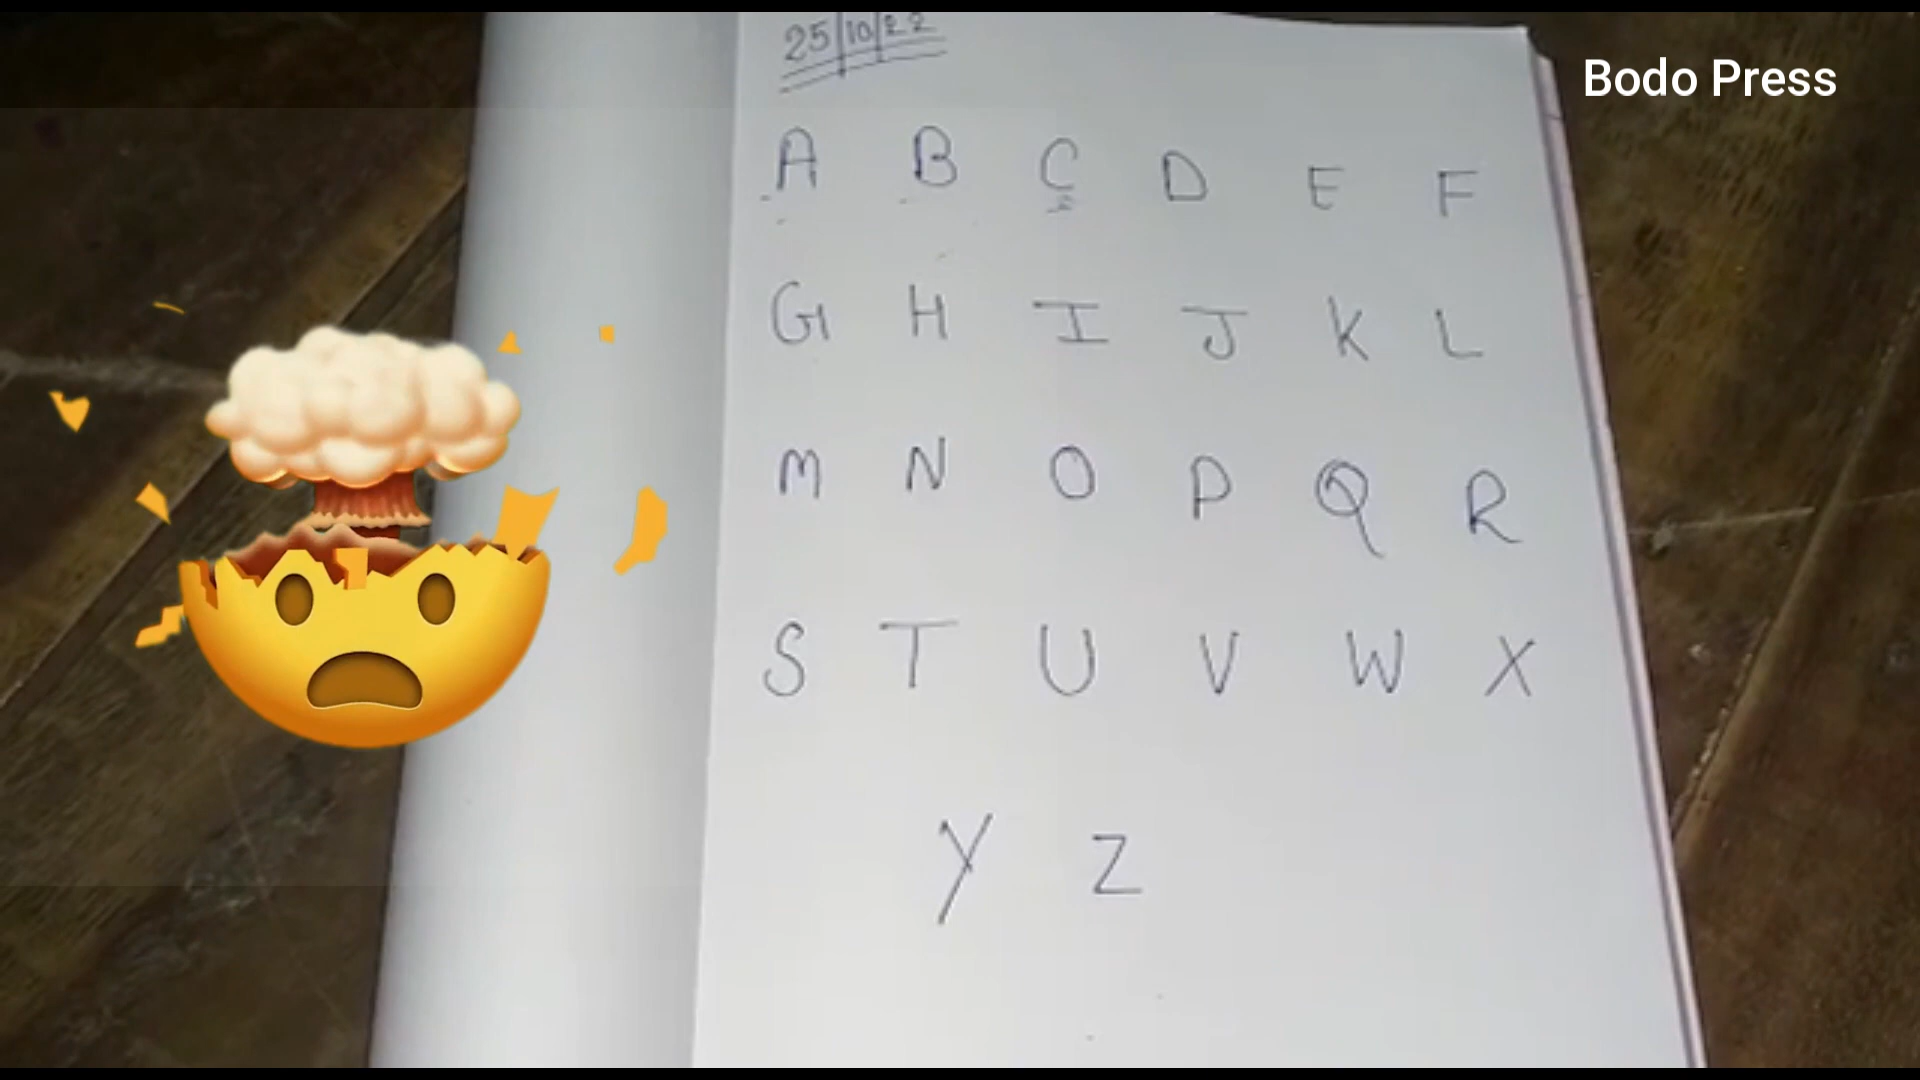 25/10/22
Bodo Press
A B C D E F
G H I J K L
M N O P Q R
S T U V W X
Y Z